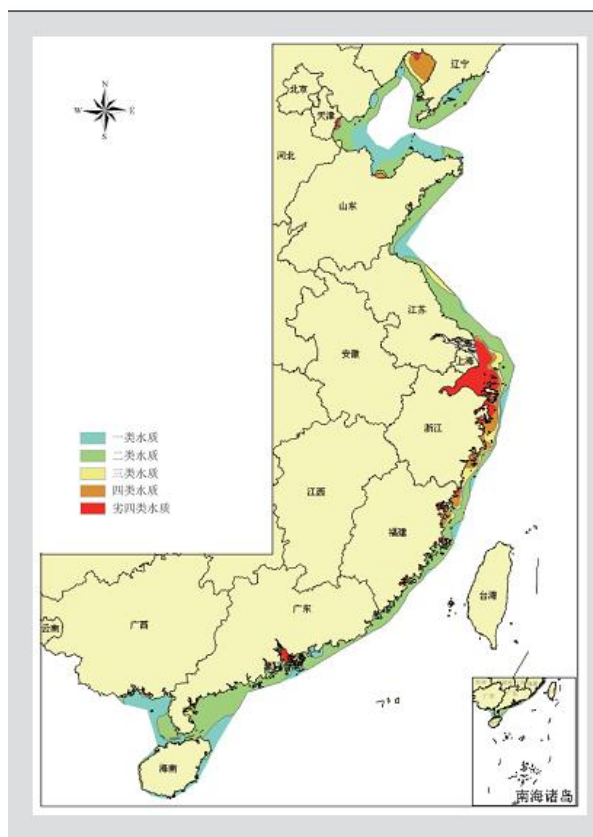 辽宁
N
W
E
S
北京
天津
河北
山东
江苏
安徽
上海
浙江
一类水质
二类水质
三类水质
四类水质
劣四类水质
江西
福建
台湾
广东
广西
云南
海南
南海诸岛